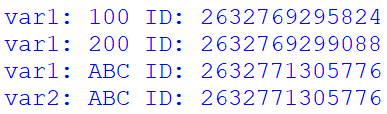 var1: 100 ID: 2632769295824
var1: 200 ID: 2632769299088
var1: ABC ID: 2632771305776
var2: ABC ID: 2632771305776